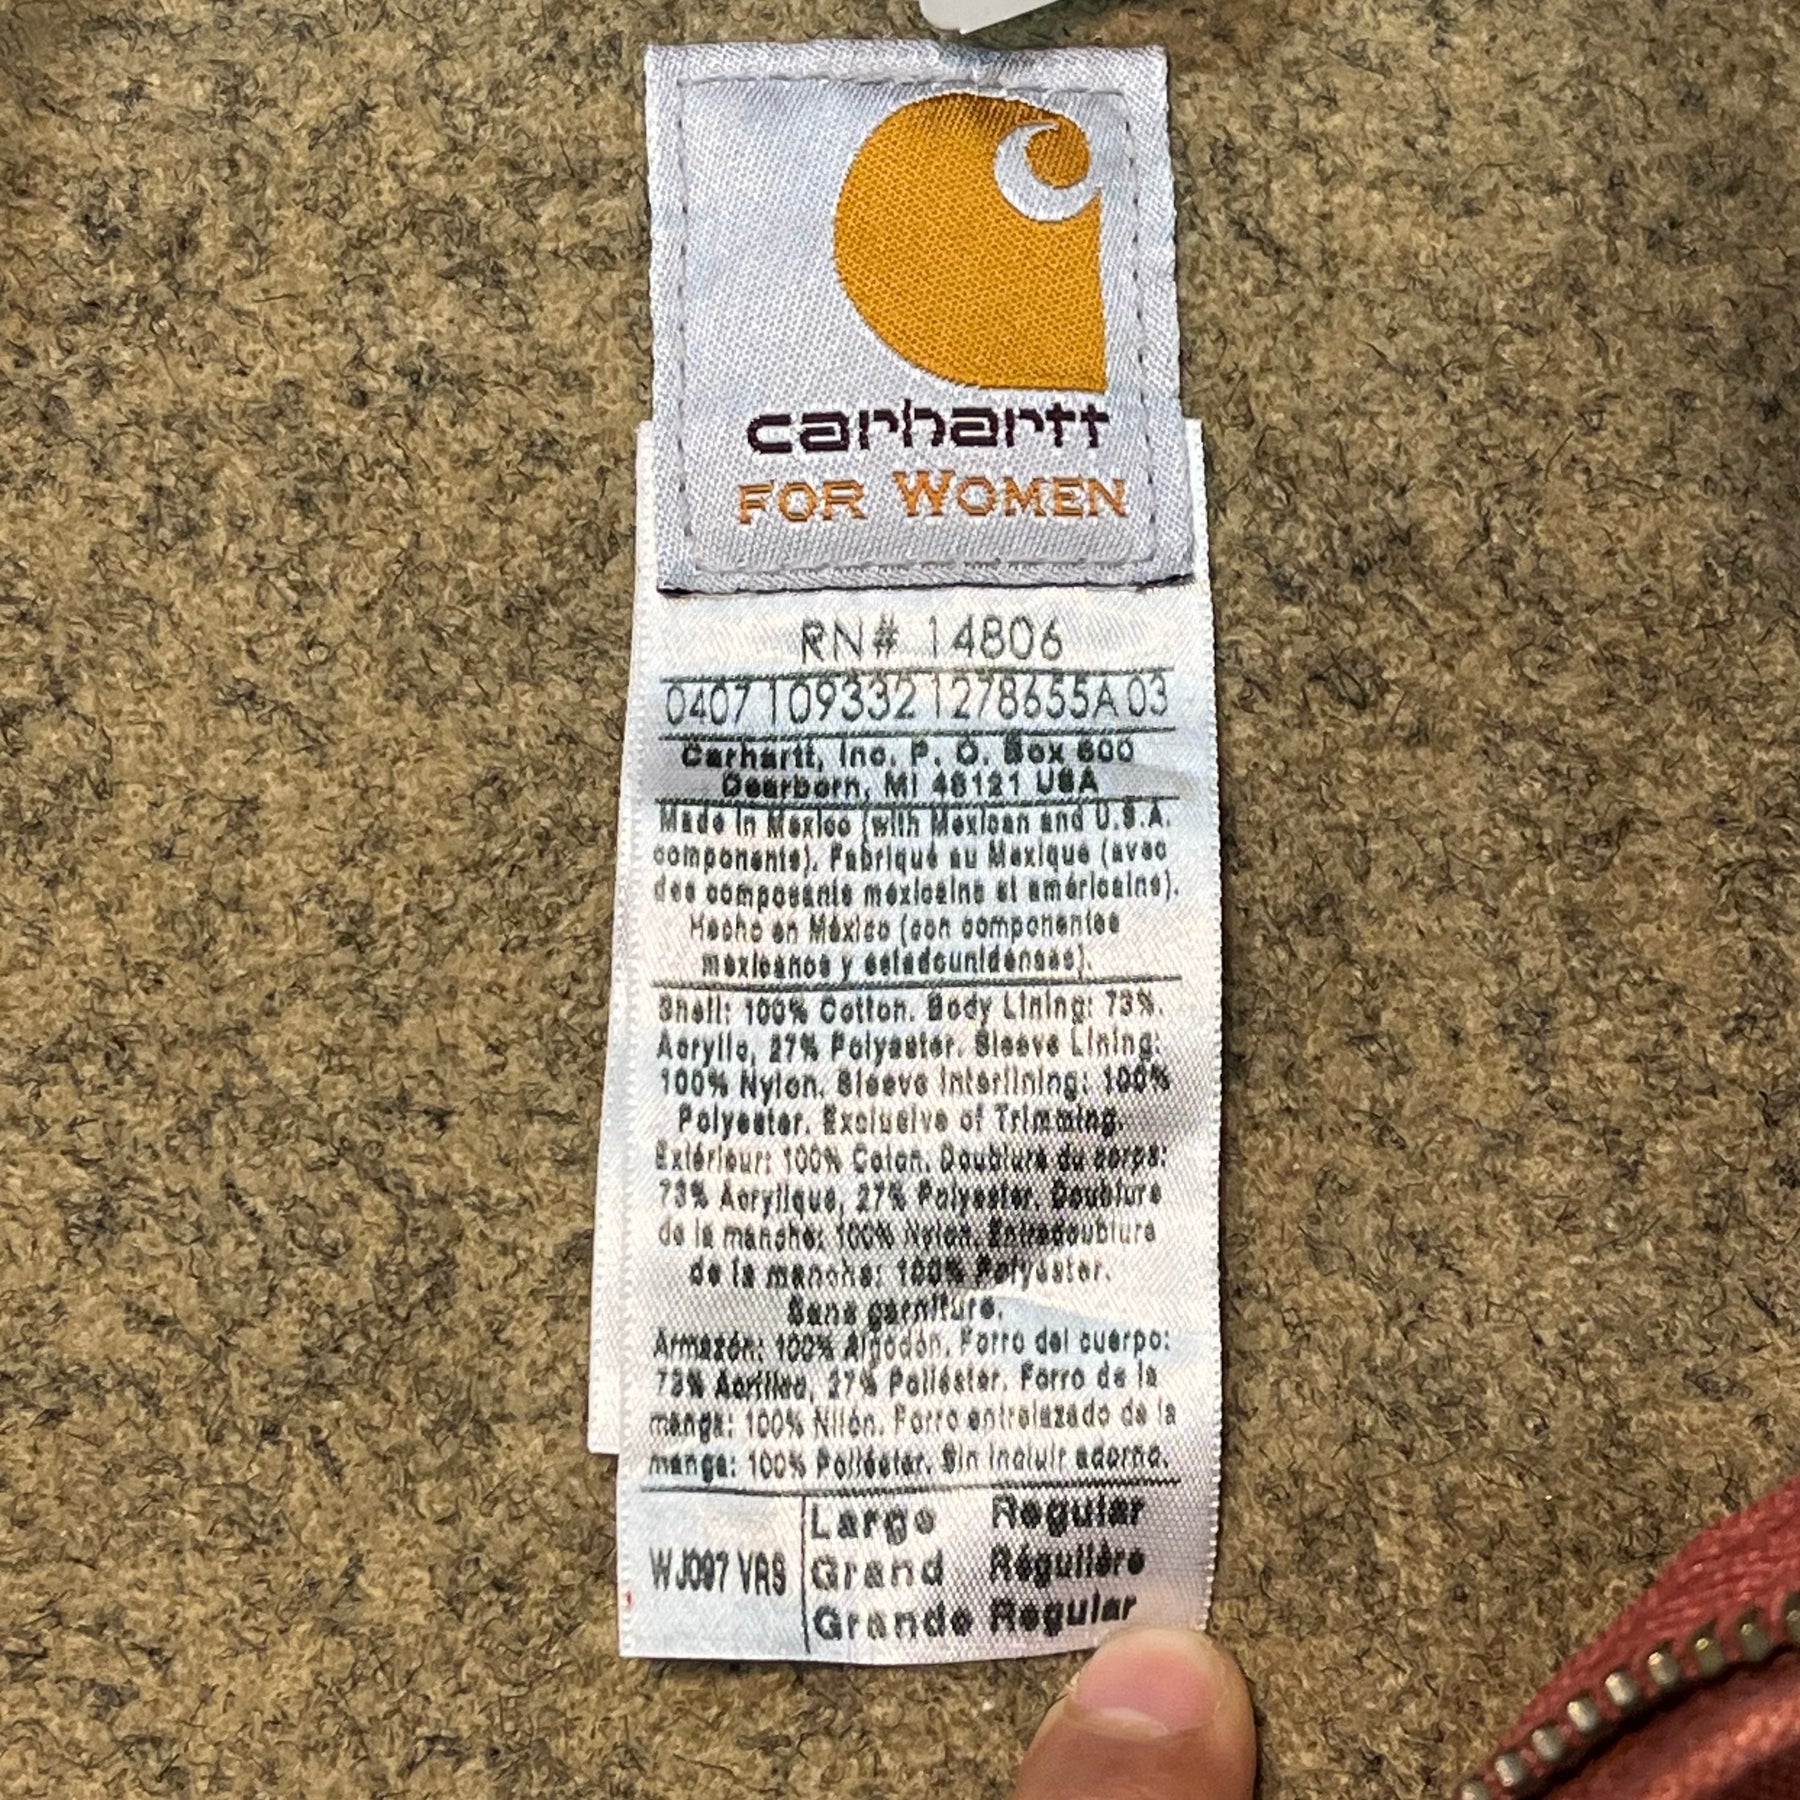 carhartt
FOR WOMEN
RN# 14806
0407 109332 1278655A 03
Carhartt, Inc. P. O. Box 600
Dearborn, MI 48121 USA
Made in Mexico (with Mexican and U.S.A.
components). Fabriqué au Mexique (avec
des composants mexicains et américains).
Hecho en México (con componentes
mexicanos y estadounidenses).
Shell: 100% Cotton. Body Lining: 73%.
Acrylic, 27% Polyester. Sleeve Lining:
100% Nylon. Sleeve Interlining: 100%
Polyester. Exclusive of Trimming.
Extérieur: 100% Coton. Doublure du corps:
73% Acrylique, 27% Polyester. Doublure
de la manche: 100% Nylon. Entredoublure
de la manche: 100% Polyester.
Sans garniture.
Armazón: 100% Algodón. Forro del cuerpo:
73% Acrílico, 27% Poliéster. Forro de la
manga: 100% Nilón. Forro entrelazado de la
manga: 100% Poliéster. Sin incluir adorno.
WJ097 VRS
Large Regular
Grand Régulière
Grande Regular